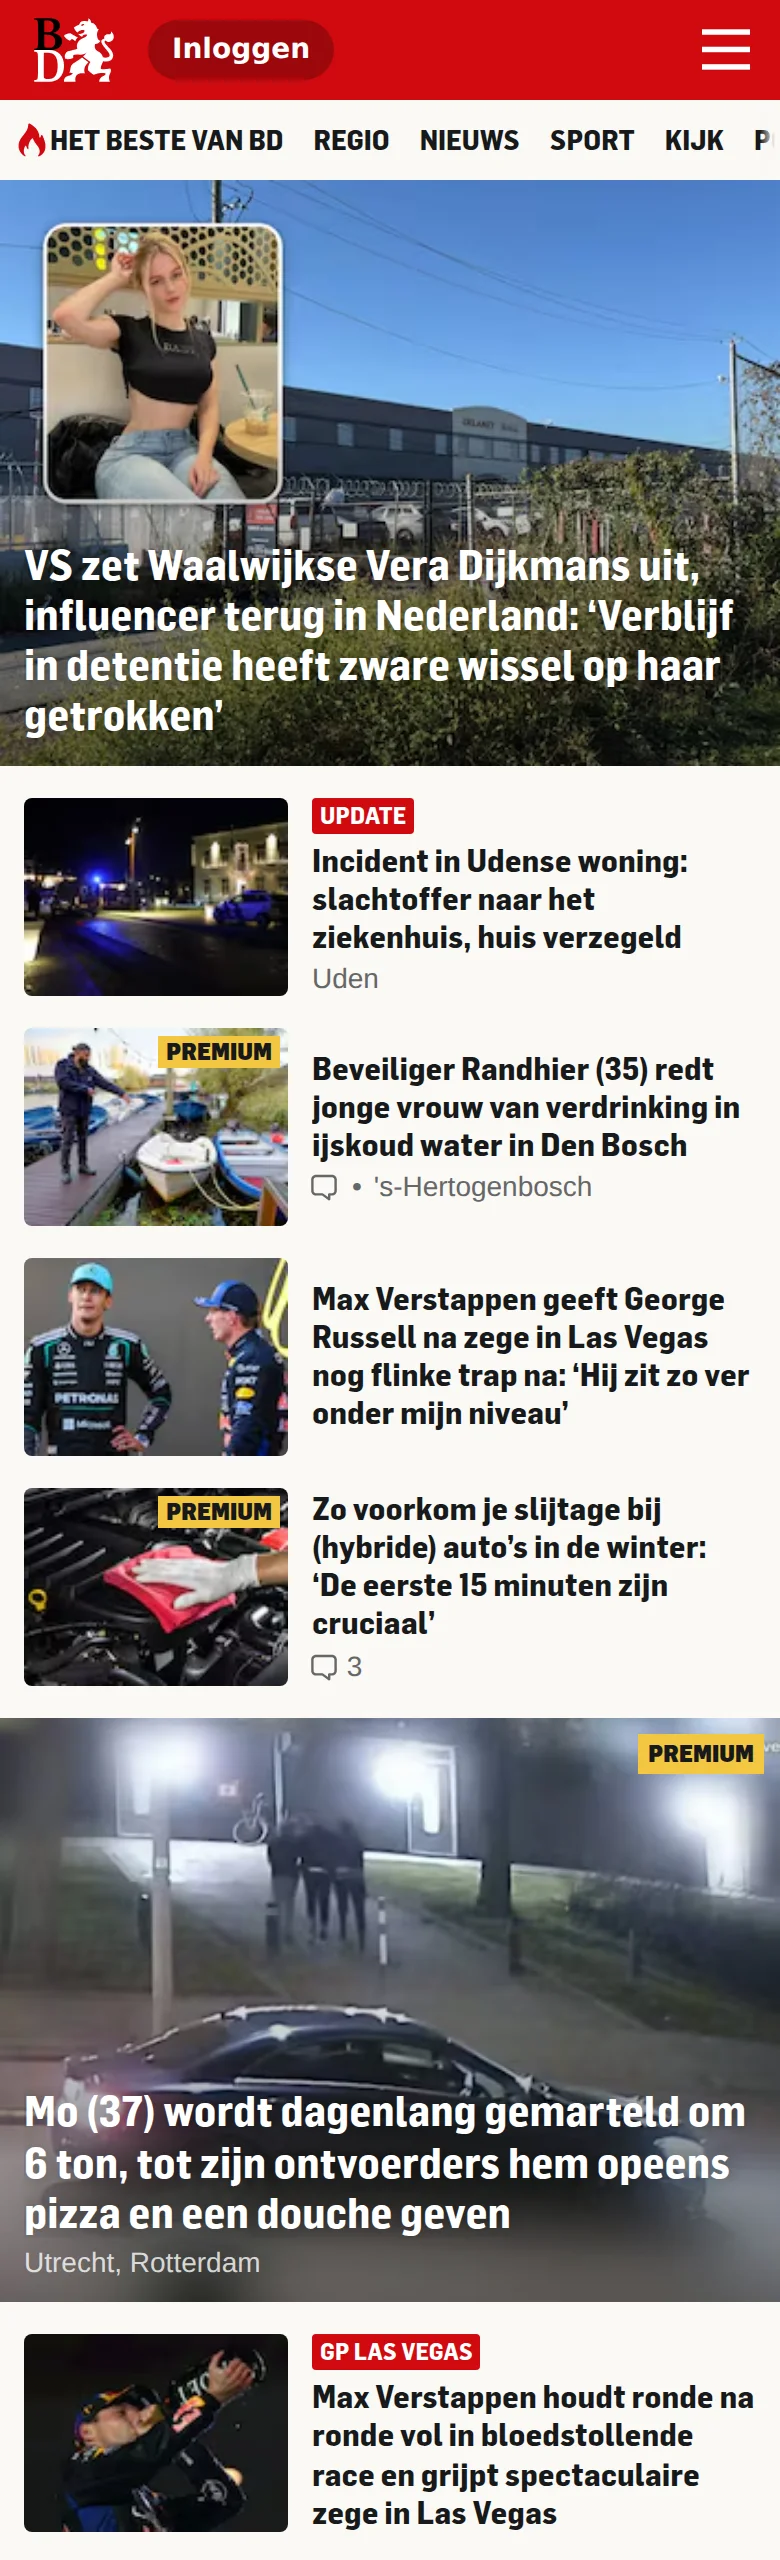 BD
Inloggen
HET BESTE VAN BD REGIO NIEUWS SPORT KIJK
VS zet Waalwijkse Vera Dijkmans uit,
influencer terug in Nederland: ‘Verblijf
in detentie heeft zware wissel op haar
getrokken’
UPDATE
Incident in Udense woning:
slachtoffer naar het
ziekenhuis, huis verzegeld
Uden
PREMIUM
Beveiliger Randhier (35) redt
jonge vrouw van verdrinking in
ijskoud water in Den Bosch
• 's-Hertogenbosch
PETRONAS
Microsoft
Max Verstappen geeft George
Russell na zege in Las Vegas
nog flinke trap na: ‘Hij zit zo ver
onder mijn niveau’
PREMIUM
Zo voorkom je slijtage bij
(hybride) auto’s in de winter:
‘De eerste 15 minuten zijn
cruciaal’
3
PREMIUM
Mo (37) wordt dagenlang gemarteld om
6 ton, tot zijn ontvoerders hem opeens
pizza en een douche geven
Utrecht, Rotterdam
GP LAS VEGAS
Max Verstappen houdt ronde na
ronde vol in bloedstollende
race en grijpt spectaculaire
zege in Las Vegas